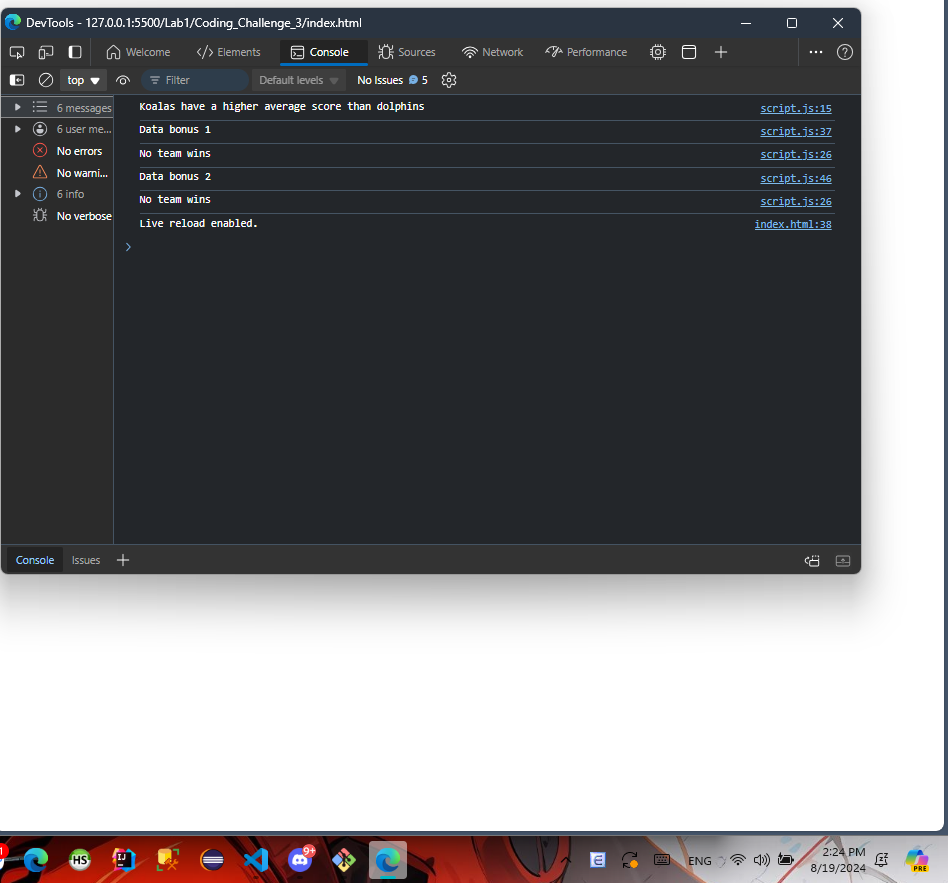 DevTools - 127.0.0.1:5500/Lab1/Coding_Challenge_3/index.html
Welcome Elements Console Sources Network Performance
top Filter Default levels No Issues 5
6 messages
6 user me...
No errors
No warni...
6 info
No verbose
Koalas have a higher average score than dolphins script.js:15
Data bonus 1 script.js:37
No team wins script.js:26
Data bonus 2 script.js:46
No team wins script.js:26
Live reload enabled. index.html:38
Console Issues
1
HS
IJ
9+
ENG
2:24 PM
8/19/2024
PRE